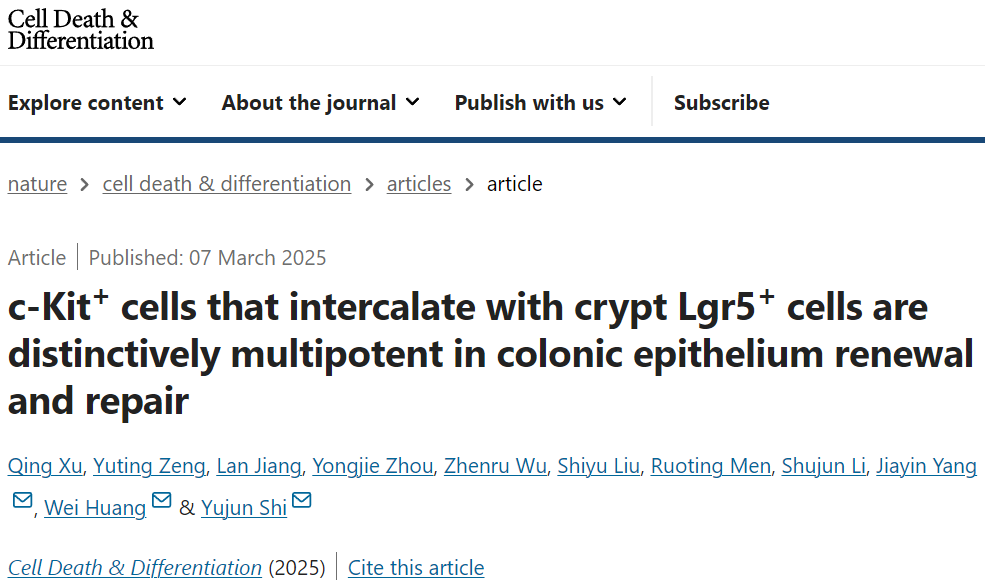 Cell Death &
Differentiation
Explore content About the journal Publish with us Subscribe
nature > cell death & differentiation > articles > article
Article | Published: 07 March 2025
c-Kit⁺ cells that intercalate with crypt Lgr5⁺ cells are
distinctively multipotent in colonic epithelium renewal
and repair
Qing Xu, Yuting Zeng, Lan Jiang, Yongjie Zhou, Zhenru Wu, Shiyu Liu, Ruoting Men, Shujun Li, Jiayin Yang
, Wei Huang & Yujun Shi
Cell Death & Differentiation (2025) | Cite this article